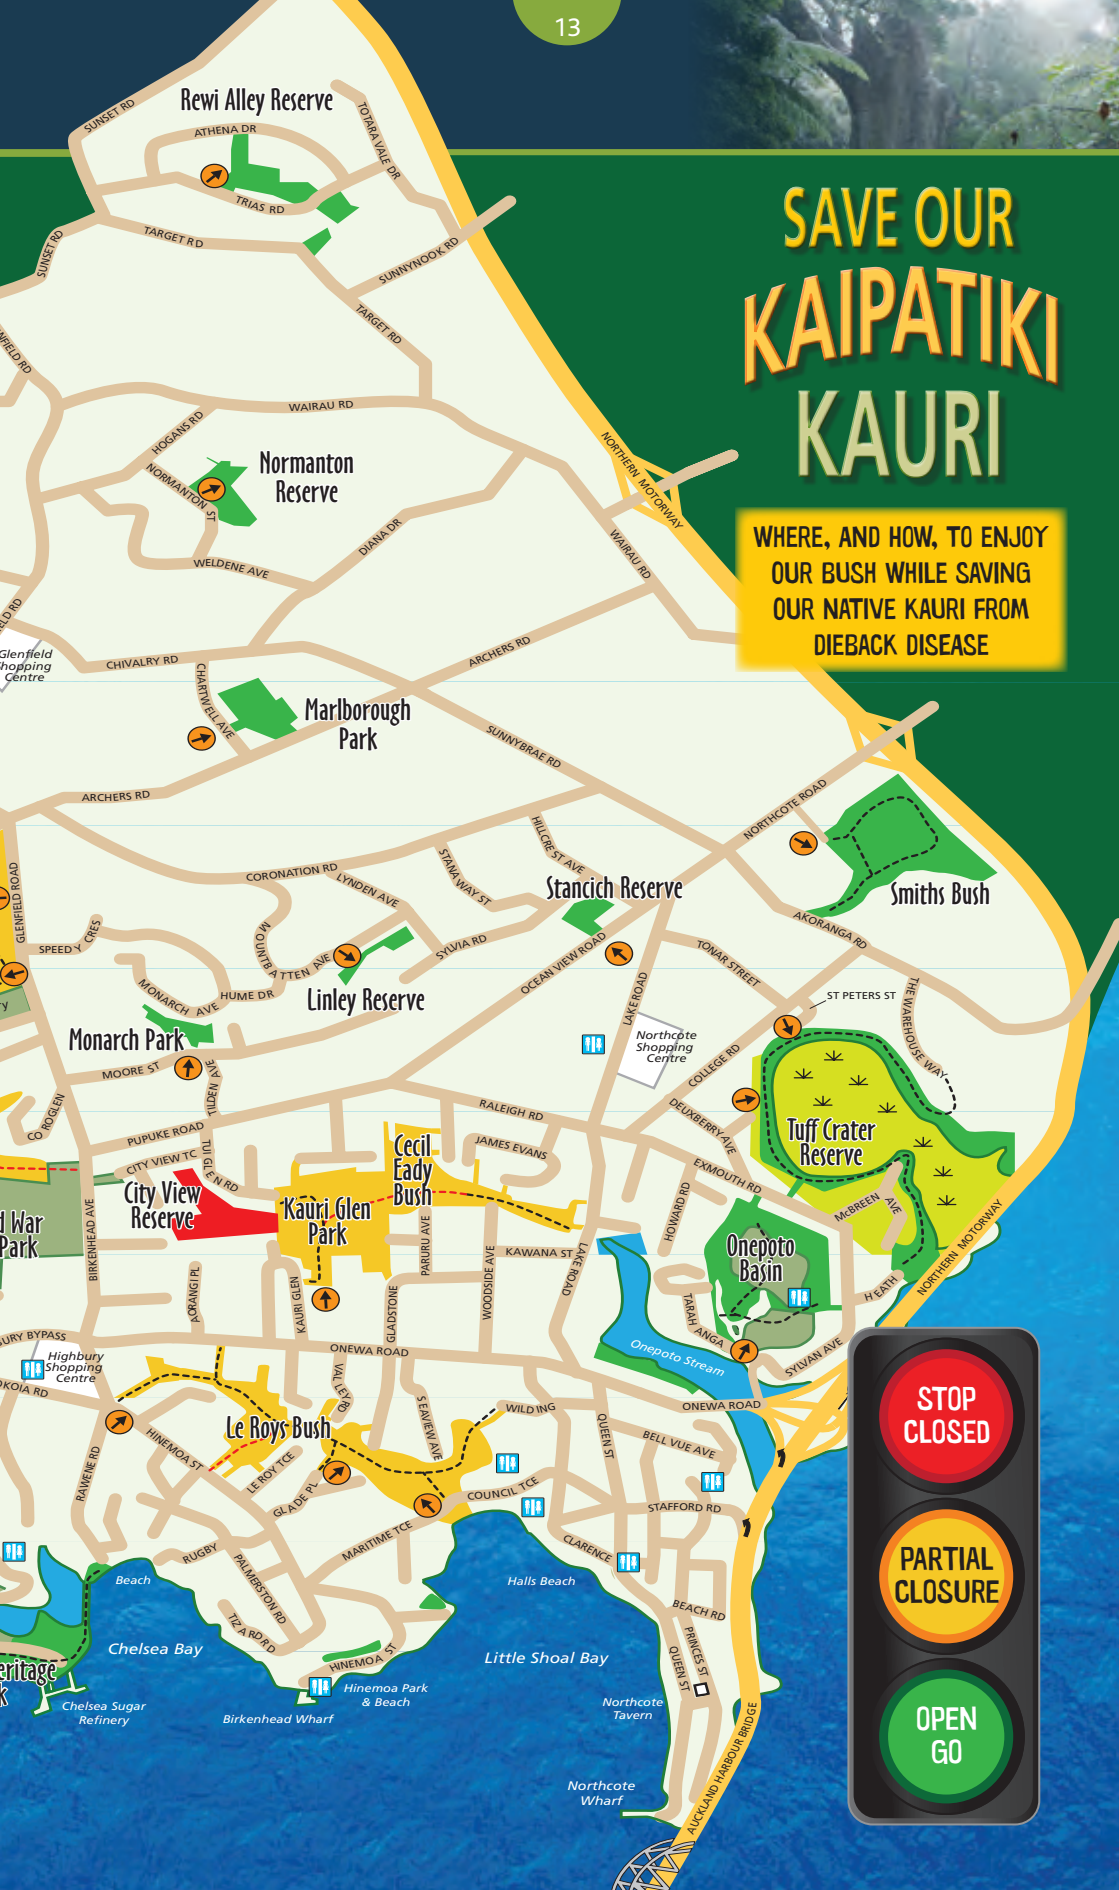 13
SAVE OUR
KAIPATIKI
KAURI
WHERE, AND HOW, TO ENJOY
OUR BUSH WHILE SAVING
OUR NATIVE KAURI FROM
DIEBACK DISEASE
SUNSET RD
Rewi Alley Reserve
ATHENA DR
TOTARA VALE DR
TRIAS RD
TARGET RD
SUNSET RD
SUNNYNOOK RD
TARGET RD
NFIELD RD
WAIRAU RD
HOGANS RD
Normanton
Reserve
NORMANTON ST
NORTHERN MOTORWAY
DIANA DR
WAIRAU RD
WELDENE AVE
ELD RD
Glenfield
Shopping
Centre
CHIVALRY RD
ARCHERS RD
CHARTWELL AVE
Marlborough
Park
SUNNYBRAE RD
ARCHERS RD
NORTHCOTE ROAD
HILLCREST AVE
CORONATION RD
STANA WAY ST
LYNDEN AVE
Stancich Reserve
Smiths Bush
GLENFIELD ROAD
SPEEDY CRES
MOUNTBATTEN AVE
SYLVIA RD
AKORANGA RD
OCEAN VIEW ROAD
TONAR STREET
MONARCH AVE
HUME DR
Linley Reserve
LAKE ROAD
ST PETERS ST
THE WAREHOUSE WAY
Monarch Park
Northcote
Shopping
Centre
MOORE ST
TILDEN AVE
COLLEGE RD
COROGLEN
RALEIGH RD
DEUXBERRY AVE
Tuff Crater
Reserve
PUPUKE ROAD
JAMES EVANS
Cecil
Eady
Bush
CITY VIEW TC
TUI GLEN RD
EXMOUTH RD
City View
Reserve
Kauri Glen
Park
HOWARD RD
McBREEN AVE
d War
Park
BIRKENHEAD AVE
PARURU AVE
KAWANA ST
Onepoto
Basin
NORTHERN MOTORWAY
WOODSIDE AVE
LAKE ROAD
HEATH
AORANGI PL
KAURI GLEN
GLADSTONE
TARAHANGA
Onepoto Stream
SYLVAN AVE
URY BYPASS
Highbury
Shopping
Centre
ONEWA ROAD
VALLEY RD
OKOIA RD
SEAVIEW AVE
WILDING
ONEWA ROAD
Le Roys Bush
QUEEN ST
BELL VUE AVE
HINEMOA ST
RAWENE RD
LE ROY TCE
GLADE PL
COUNCIL TCE
STAFFORD RD
MARITIME TCE
CLARENCE
RUGBY
PALMERSTON RD
Beach
Halls Beach
BEACH RD
TIZARD RD
PRINCES ST
QUEEN ST
Chelsea Bay
HINEMOA ST
Little Shoal Bay
eritage
k
Chelsea Sugar
Refinery
Birkenhead Wharf
Hinemoa Park
& Beach
Northcote
Tavern
Northcote
Wharf
AUCKLAND HARBOUR BRIDGE
STOP
CLOSED
PARTIAL
CLOSURE
OPEN
GO